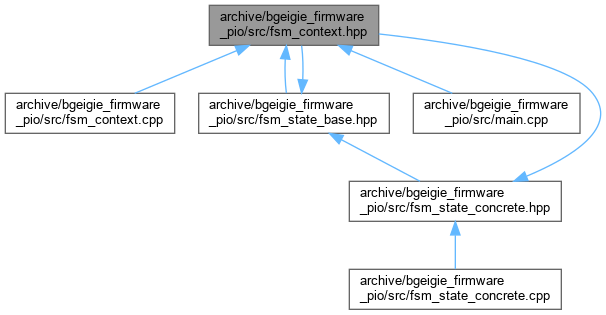 archive/bgeigie_firmware
_pio/src/fsm_context.hpp
archive/bgeigie_firmware
_pio/src/fsm_context.cpp
archive/bgeigie_firmware
_pio/src/fsm_state_base.hpp
archive/bgeigie_firmware
_pio/src/main.cpp
archive/bgeigie_firmware
_pio/src/fsm_state_concrete.hpp
archive/bgeigie_firmware
_pio/src/fsm_state_concrete.cpp